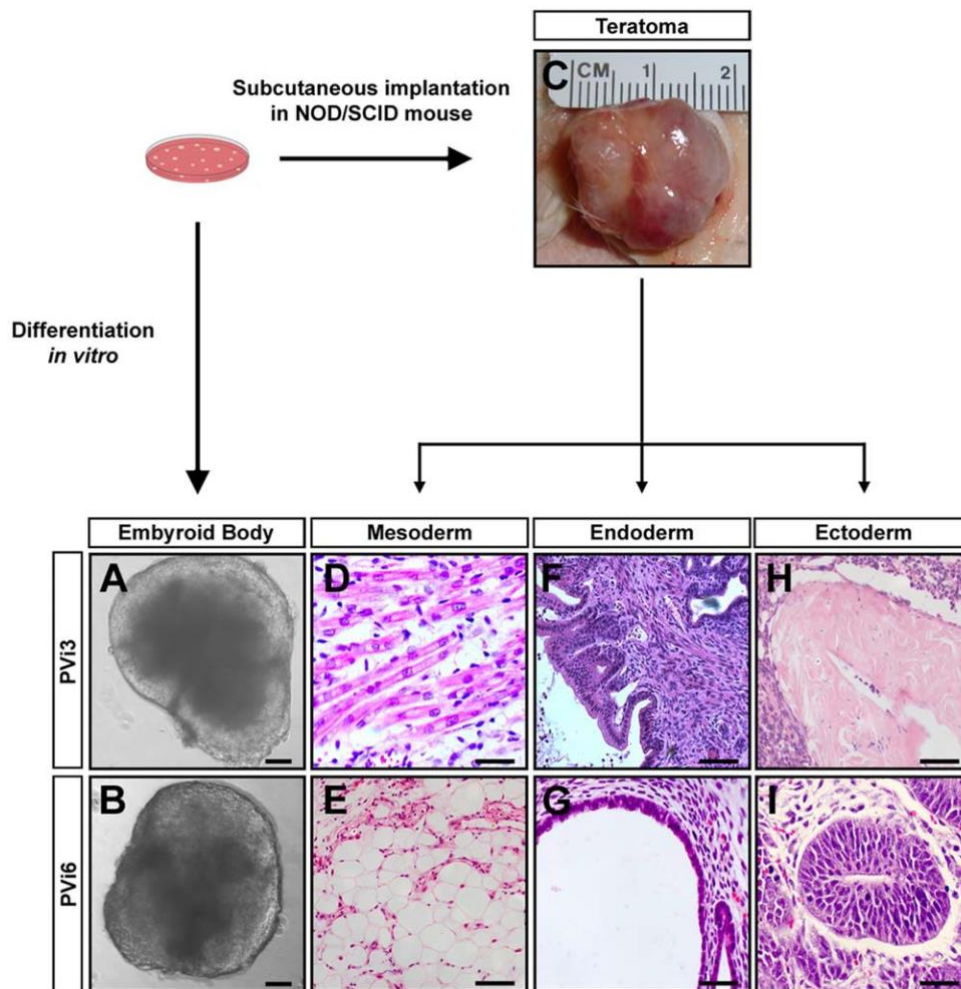 Teratoma
C
CM 1 2
Subcutaneous implantation
in NOD/SCID mouse
Differentiation
in vitro
Embyroid Body
Mesoderm
Endoderm
Ectoderm
PVi3
A
D
F
H
PVi6
B
E
G
I